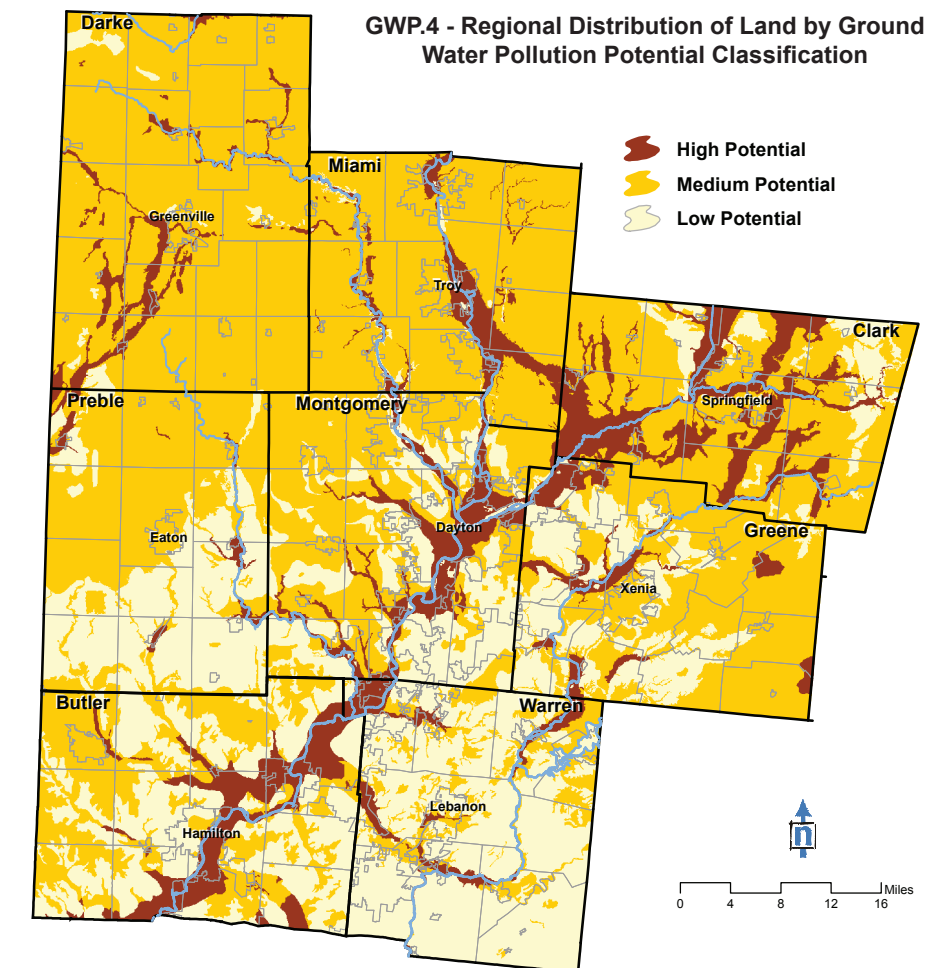 GWP.4 - Regional Distribution of Land by Ground
Water Pollution Potential Classification
Darke
High Potential
Medium Potential
Low Potential
Miami
Greenville
Troy
Clark
Preble
Montgomery
Springfield
Dayton
Greene
Eaton
Xenia
Butler
Warren
Lebanon
Hamilton
n
Miles
0 4 8 12 16